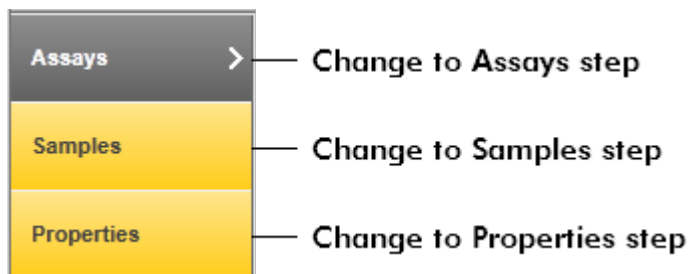 Assays Change to Assays step
Samples Change to Samples step
Properties Change to Properties step